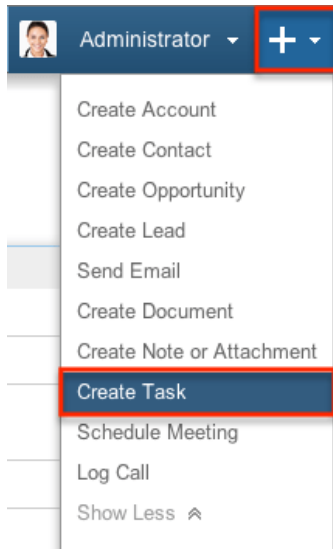 Administrator
Create Account
Create Contact
Create Opportunity
Create Lead
Send Email
Create Document
Create Note or Attachment
Create Task
Schedule Meeting
Log Call
Show Less